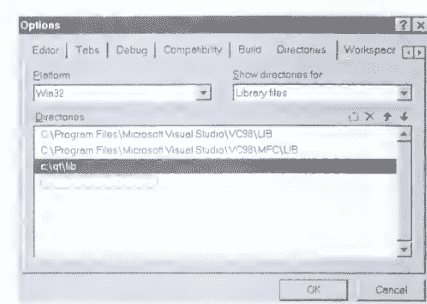 Options
Editor Tabs Debug Compatibility Build Directories Workspace
Platform: Show directories for:
Win32 Library files
Directories:
C:\Program Files\Microsoft Visual Studio\VC98\LIB
C:\Program Files\Microsoft Visual Studio\VC98\MFC\LIB
c:\qt\lib
OK Cancel